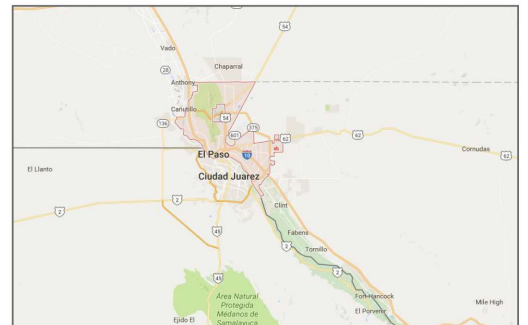 54
Vado
Chaparral
28
Anthony
Canutillo
54
136
601
375
62
62
El Paso
10
Cornudas
El Llanto
Ciudad Juarez
2
2
Clint
45
Fabens
2
Tornillo
45
2
Área Natural
Protegida
Médanos de
Samalayuca
Fort Hancock
Mile High
El Porvenir
Ejido El